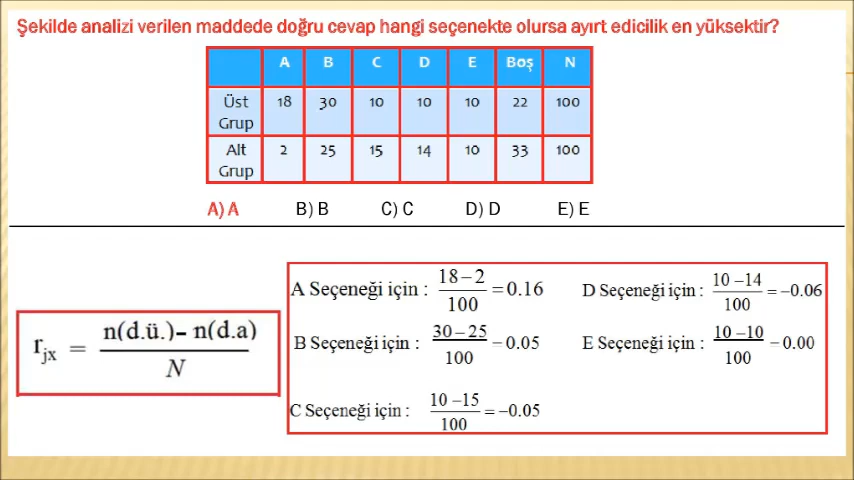 Şekilde analizi verilen maddede doğru cevap hangi seçenekte olursa ayırt edicilik en yüksektir?
A B C D E Boş N
Üst Grup 18 30 10 10 10 22 100
Alt Grup 2 25 15 14 10 33 100
A) A B) B C) C D) D E) E
r_jx = n(d.ü.)- n(d.a) / N
A Seçeneği için : 18-2 / 100 = 0.16
B Seçeneği için : 30-25 / 100 - 0.05
C Seçeneği için : 10-15 / 100 = -0.05
D Seçeneği için : 10-14 / 100 = -0.06
E Seçeneği için : 10-10 / 100 - 0.00